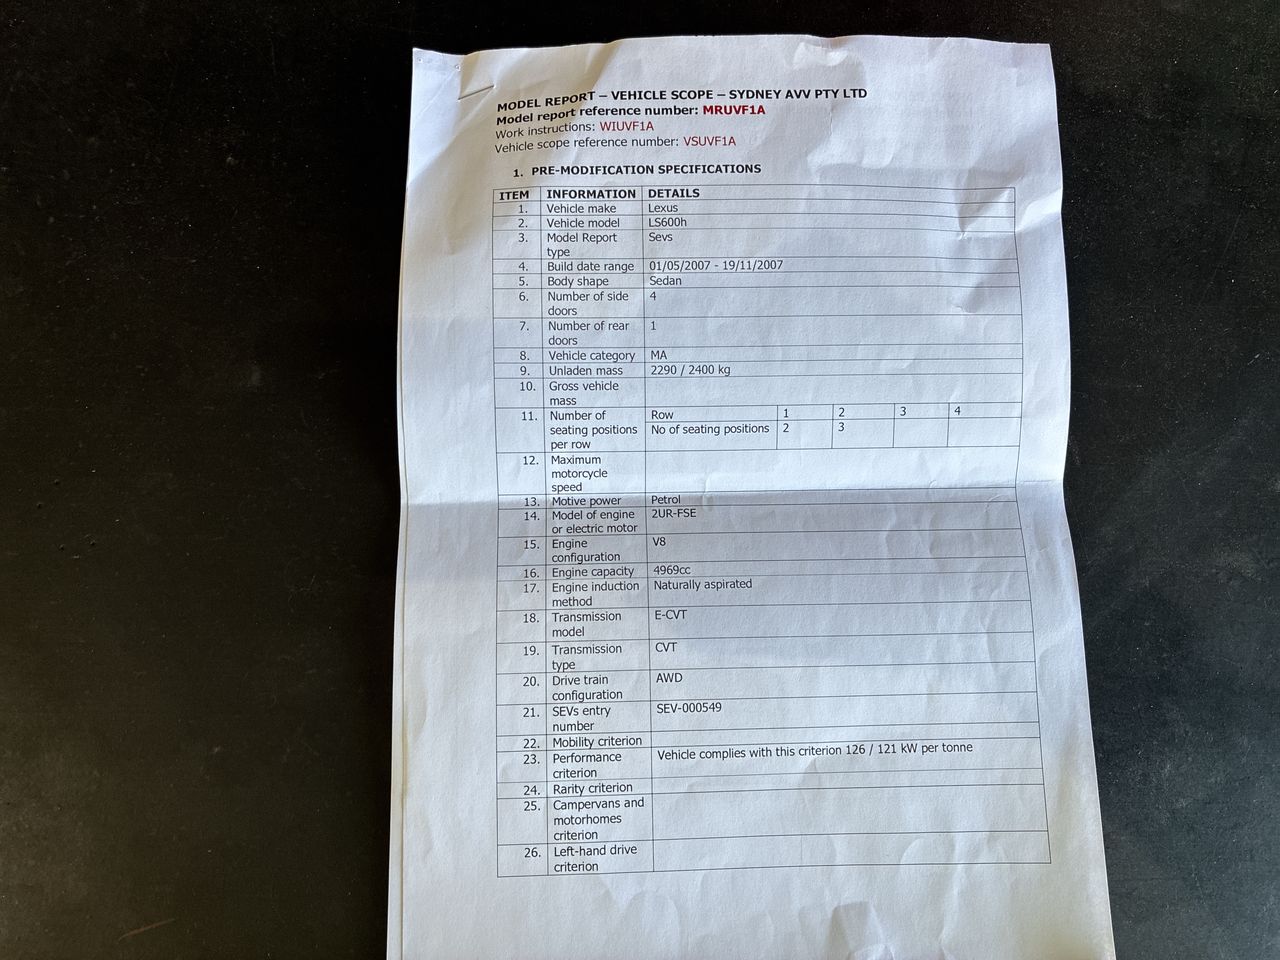 MODEL REPORT – VEHICLE SCOPE – SYDNEY AVV PTY LTD
Model report reference number: MRUVF1A
Work instructions: WIUVF1A
Vehicle scope reference number: VSUVF1A
1. PRE-MODIFICATION SPECIFICATIONS
ITEM INFORMATION DETAILS
1. Vehicle make Lexus
2. Vehicle model LS600h
3. Model Report Sevs
type
4. Build date range 01/05/2007 - 19/11/2007
5. Body shape Sedan
6. Number of side 4
doors
7. Number of rear 1
doors
8. Vehicle category MA
9. Unladen mass 2290 / 2400 kg
10. Gross vehicle
mass
11. Number of Row 1 2 3 4
seating positions No of seating positions 2 3
per row
12. Maximum
motorcycle
speed
13. Motive power Petrol
14. Model of engine 2UR-FSE
or electric motor
15. Engine V8
configuration
16. Engine capacity 4969cc
17. Engine induction Naturally aspirated
method
18. Transmission E-CVT
model
19. Transmission CVT
type
20. Drive train AWD
configuration
21. SEVs entry SEV-000549
number
22. Mobility criterion
23. Performance Vehicle complies with this criterion 126 / 121 kW per tonne
criterion
24. Rarity criterion
25. Campervans and
motorhomes
criterion
26. Left-hand drive
criterion